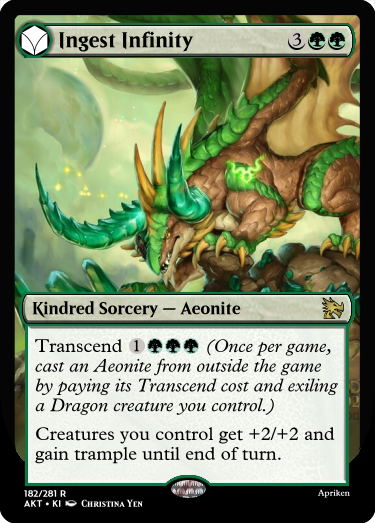 Ingest Infinity 3
Kindred Sorcery — Aeonite
Transcend 1 (Once per game,
cast an Aeonite from outside the game
by paying its Transcend cost and exiling
a Dragon creature you control.)
Creatures you control get +2/+2 and
gain trample until end of turn.
182/281 R
AKT • KI Christina Yen
Apriken